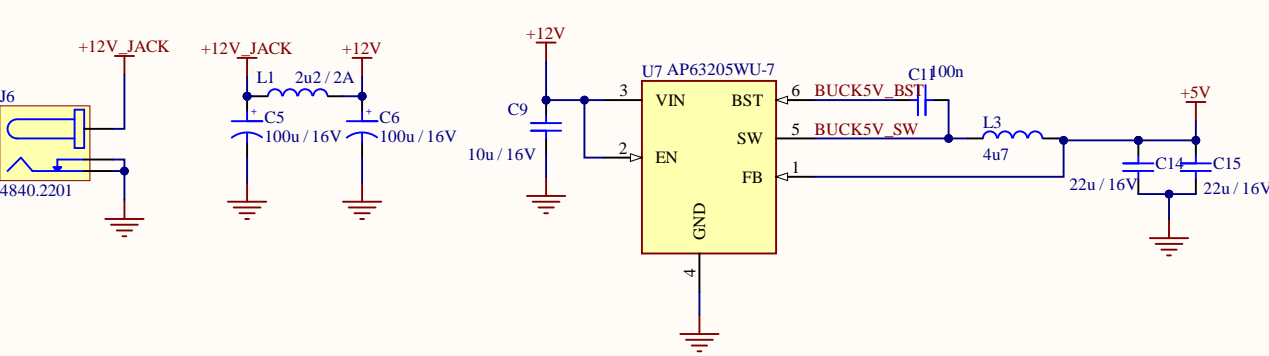 +12V_JACK
J6
4840.2201
+12V_JACK
+12V
L1
2u2 / 2A
+
C5
100u / 16V
+
C6
100u / 16V
+12V
C9
10u / 16V
U7
AP63205WU-7
3
VIN
2
EN
BST
6
BUCK5V_BST
SW
5
BUCK5V_SW
FB
1
GND
4
C11
100n
L3
4u7
+5V
C14
22u / 16V
C15
22u / 16V